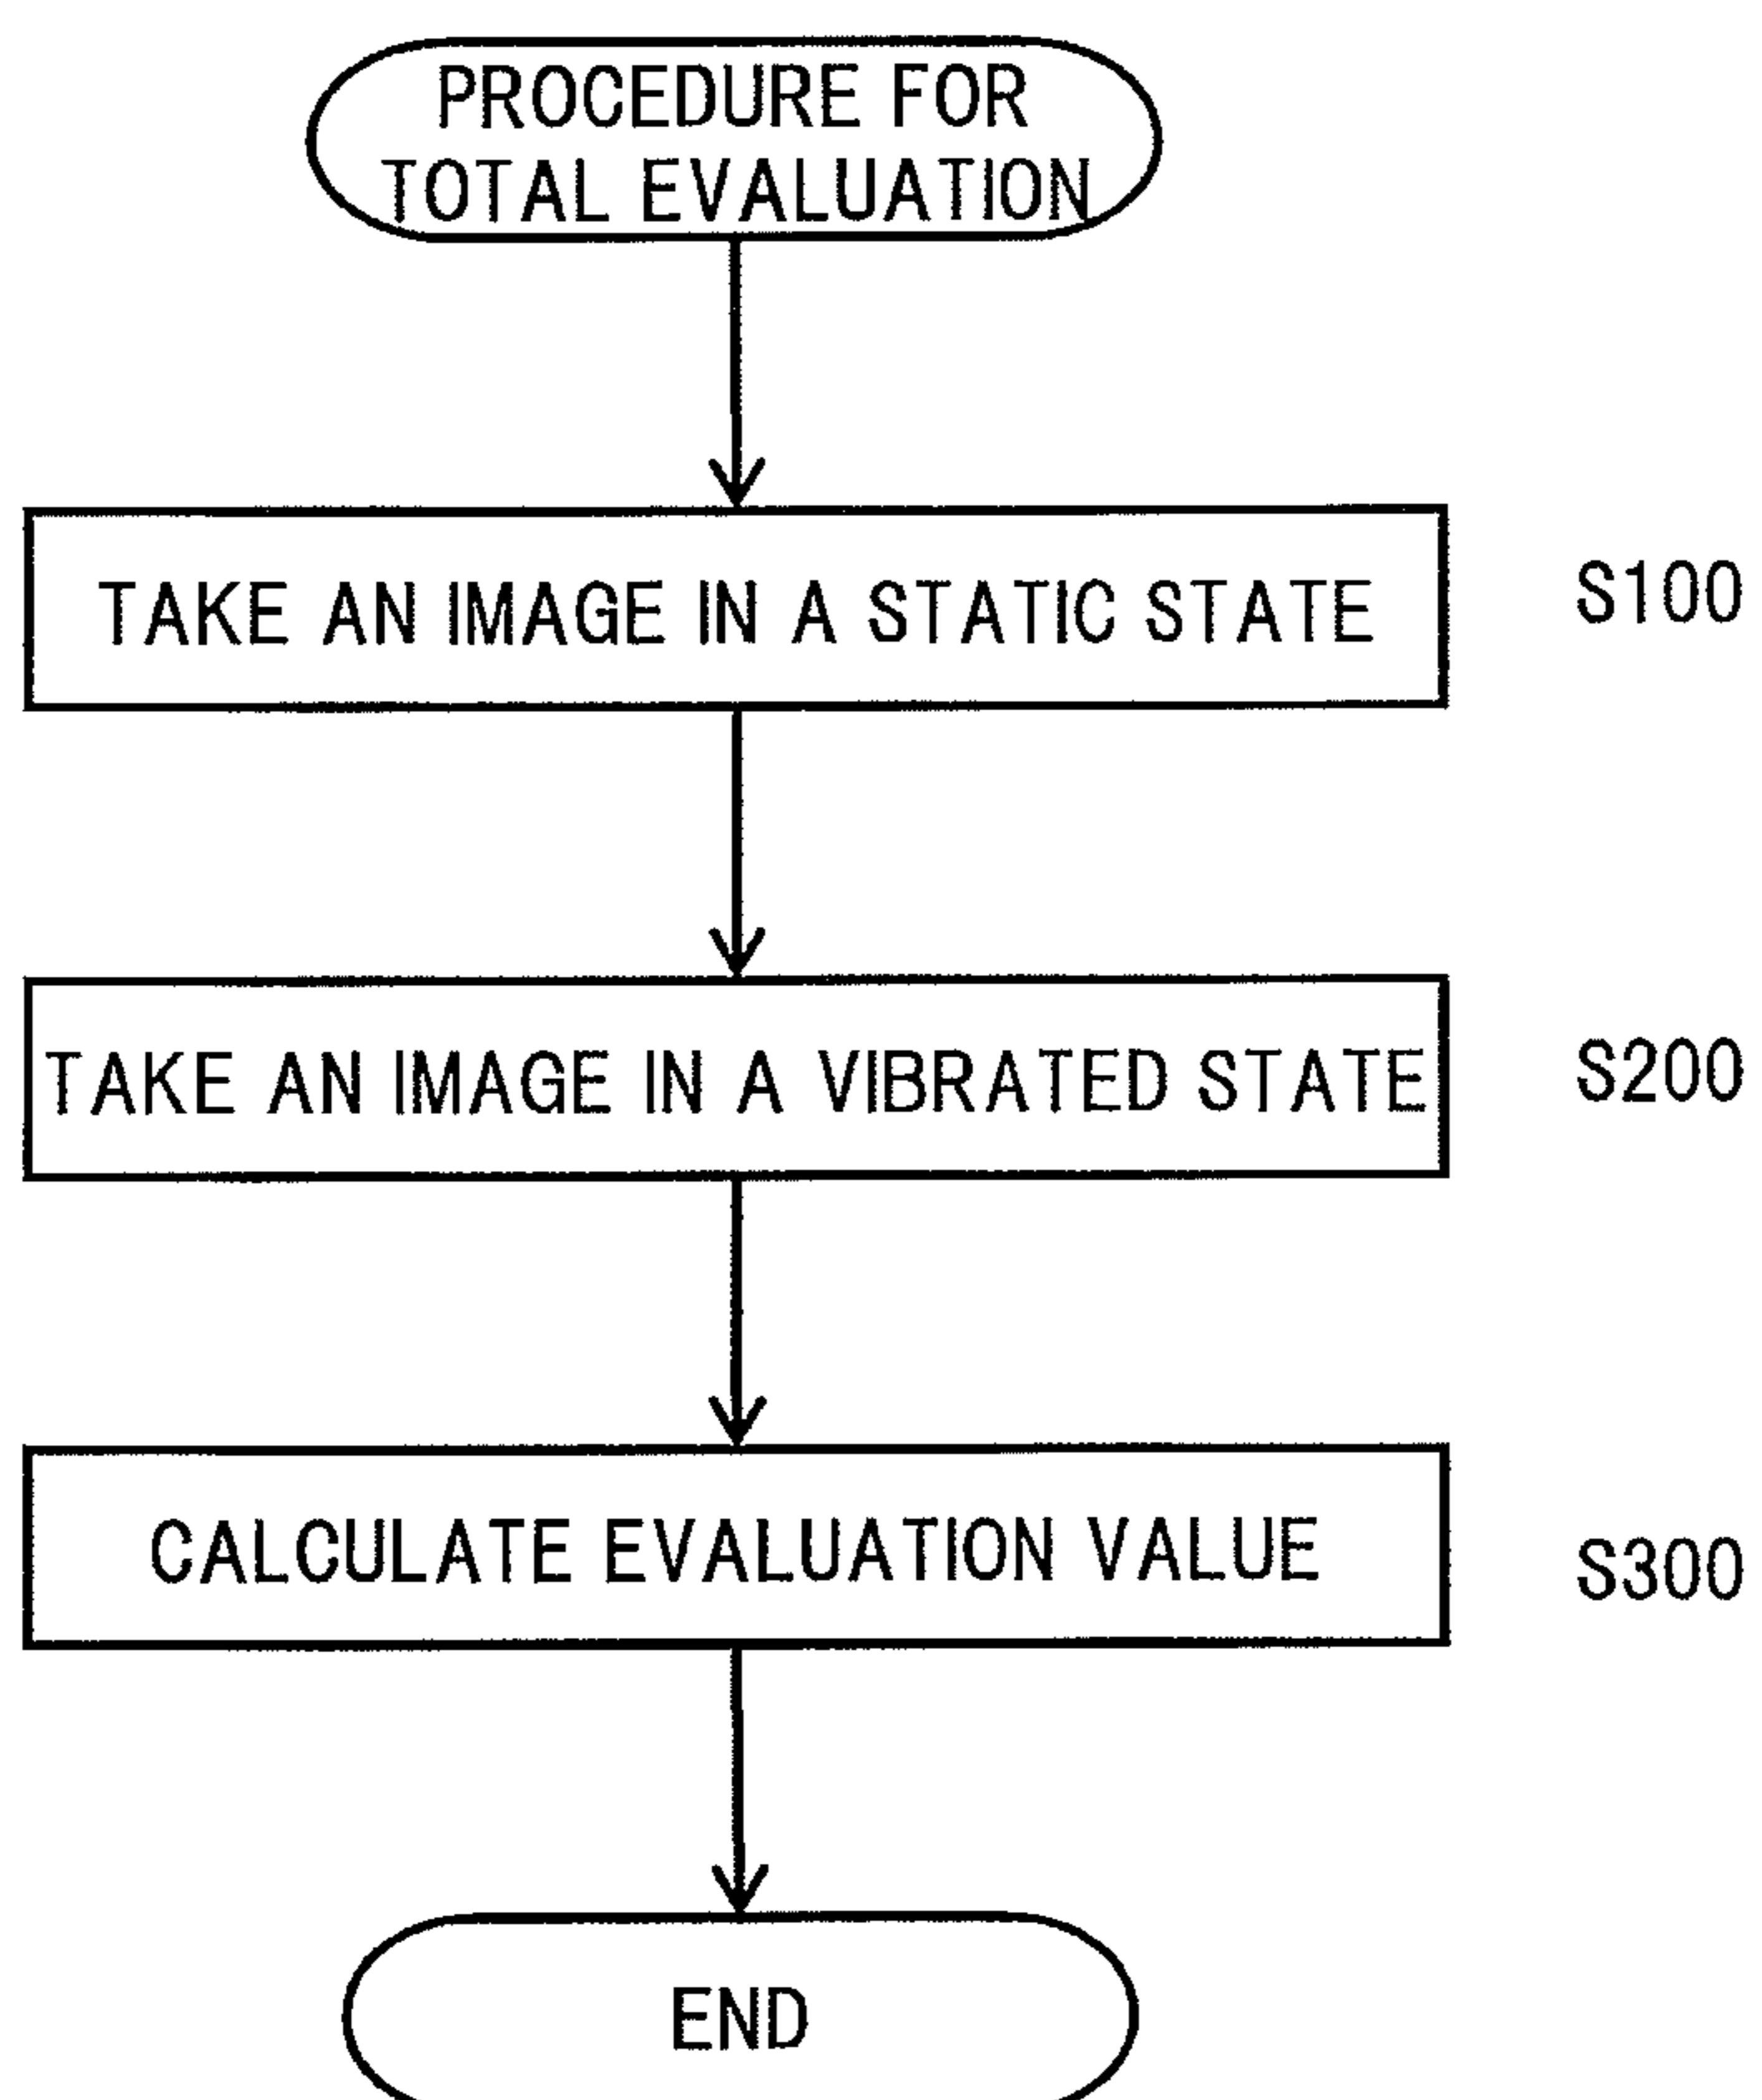 PROCEDURE FOR
TOTAL EVALUATION
TAKE AN IMAGE IN A STATIC STATE
S100
TAKE AN IMAGE IN A VIBRATED STATE
S200
CALCULATE EVALUATION VALUE
S300
END